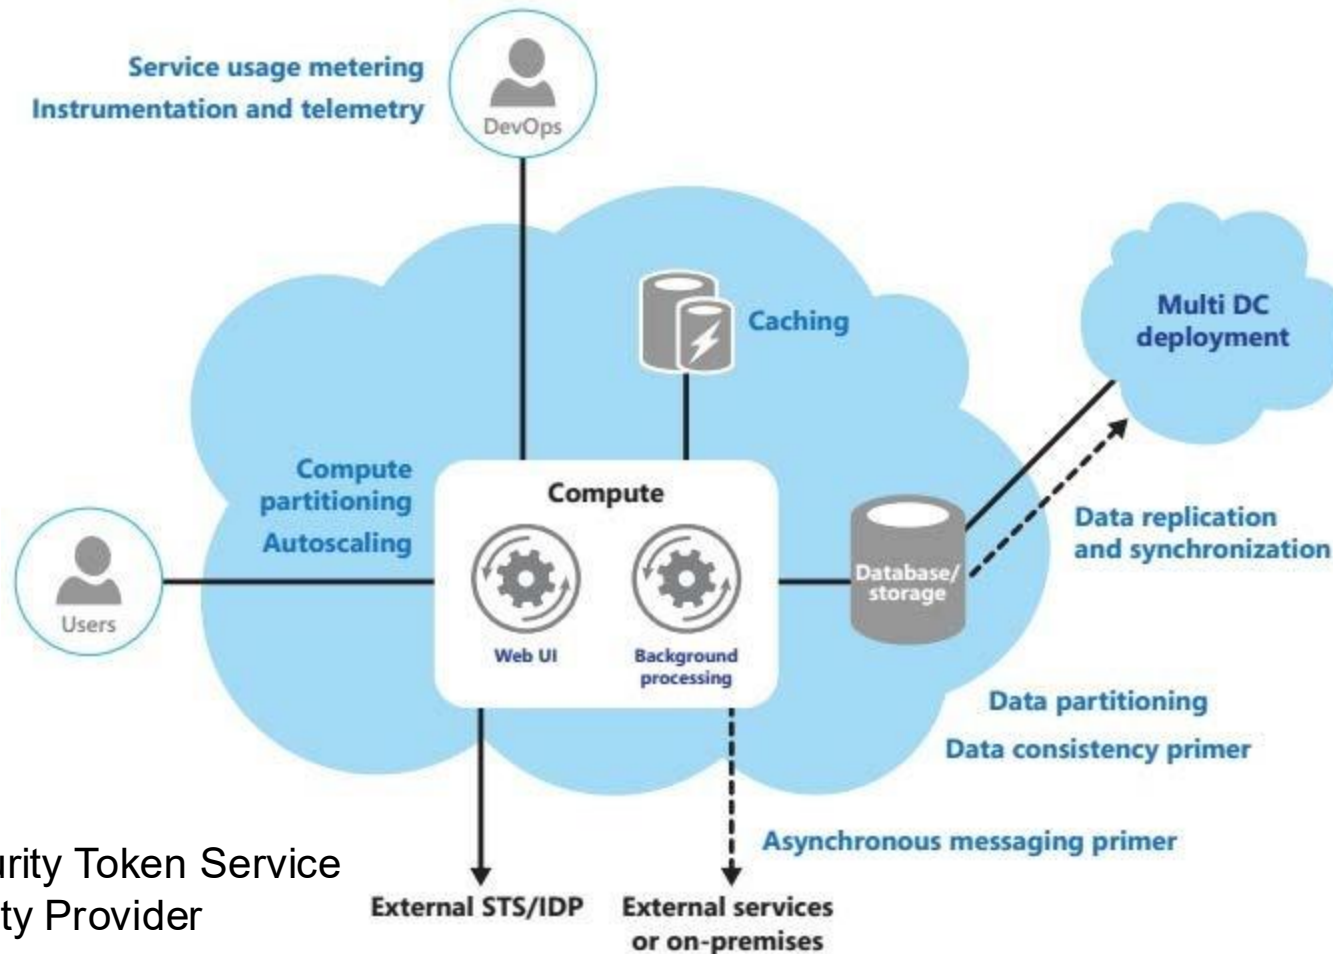 Service usage metering
Instrumentation and telemetry
DevOps
Caching
Multi DC
deployment
Compute
partitioning
Autoscaling
Compute
Users
Web UI
Background
processing
Database/
storage
Data replication
and synchronization
Data partitioning
Data consistency primer
Asynchronous messaging primer
Token Service
Provider
External STS/IDP
External services
or on-premises